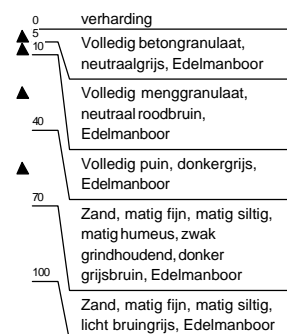 0 verharding
5
10
Volledig betongranulaat,
neutraalgrijs, Edelmanboor
Volledig menggranulaat,
neutraal roodbruin,
Edelmanboor
40
Volledig puin, donkergrijs,
Edelmanboor
70
Zand, matig fijn, matig siltig,
matig humeus, zwak
grindhoudend, donker
grijsbruin, Edelmanboor
100
Zand, matig fijn, matig siltig,
licht bruingrijs, Edelmanboor